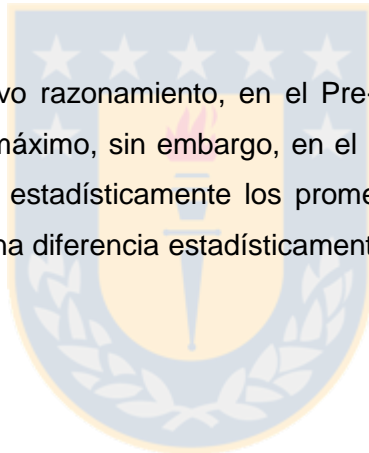 vo razonamiento, en el Pre-
máximo, sin embargo, en el
estadísticamente los prome
na diferencia estadísticament